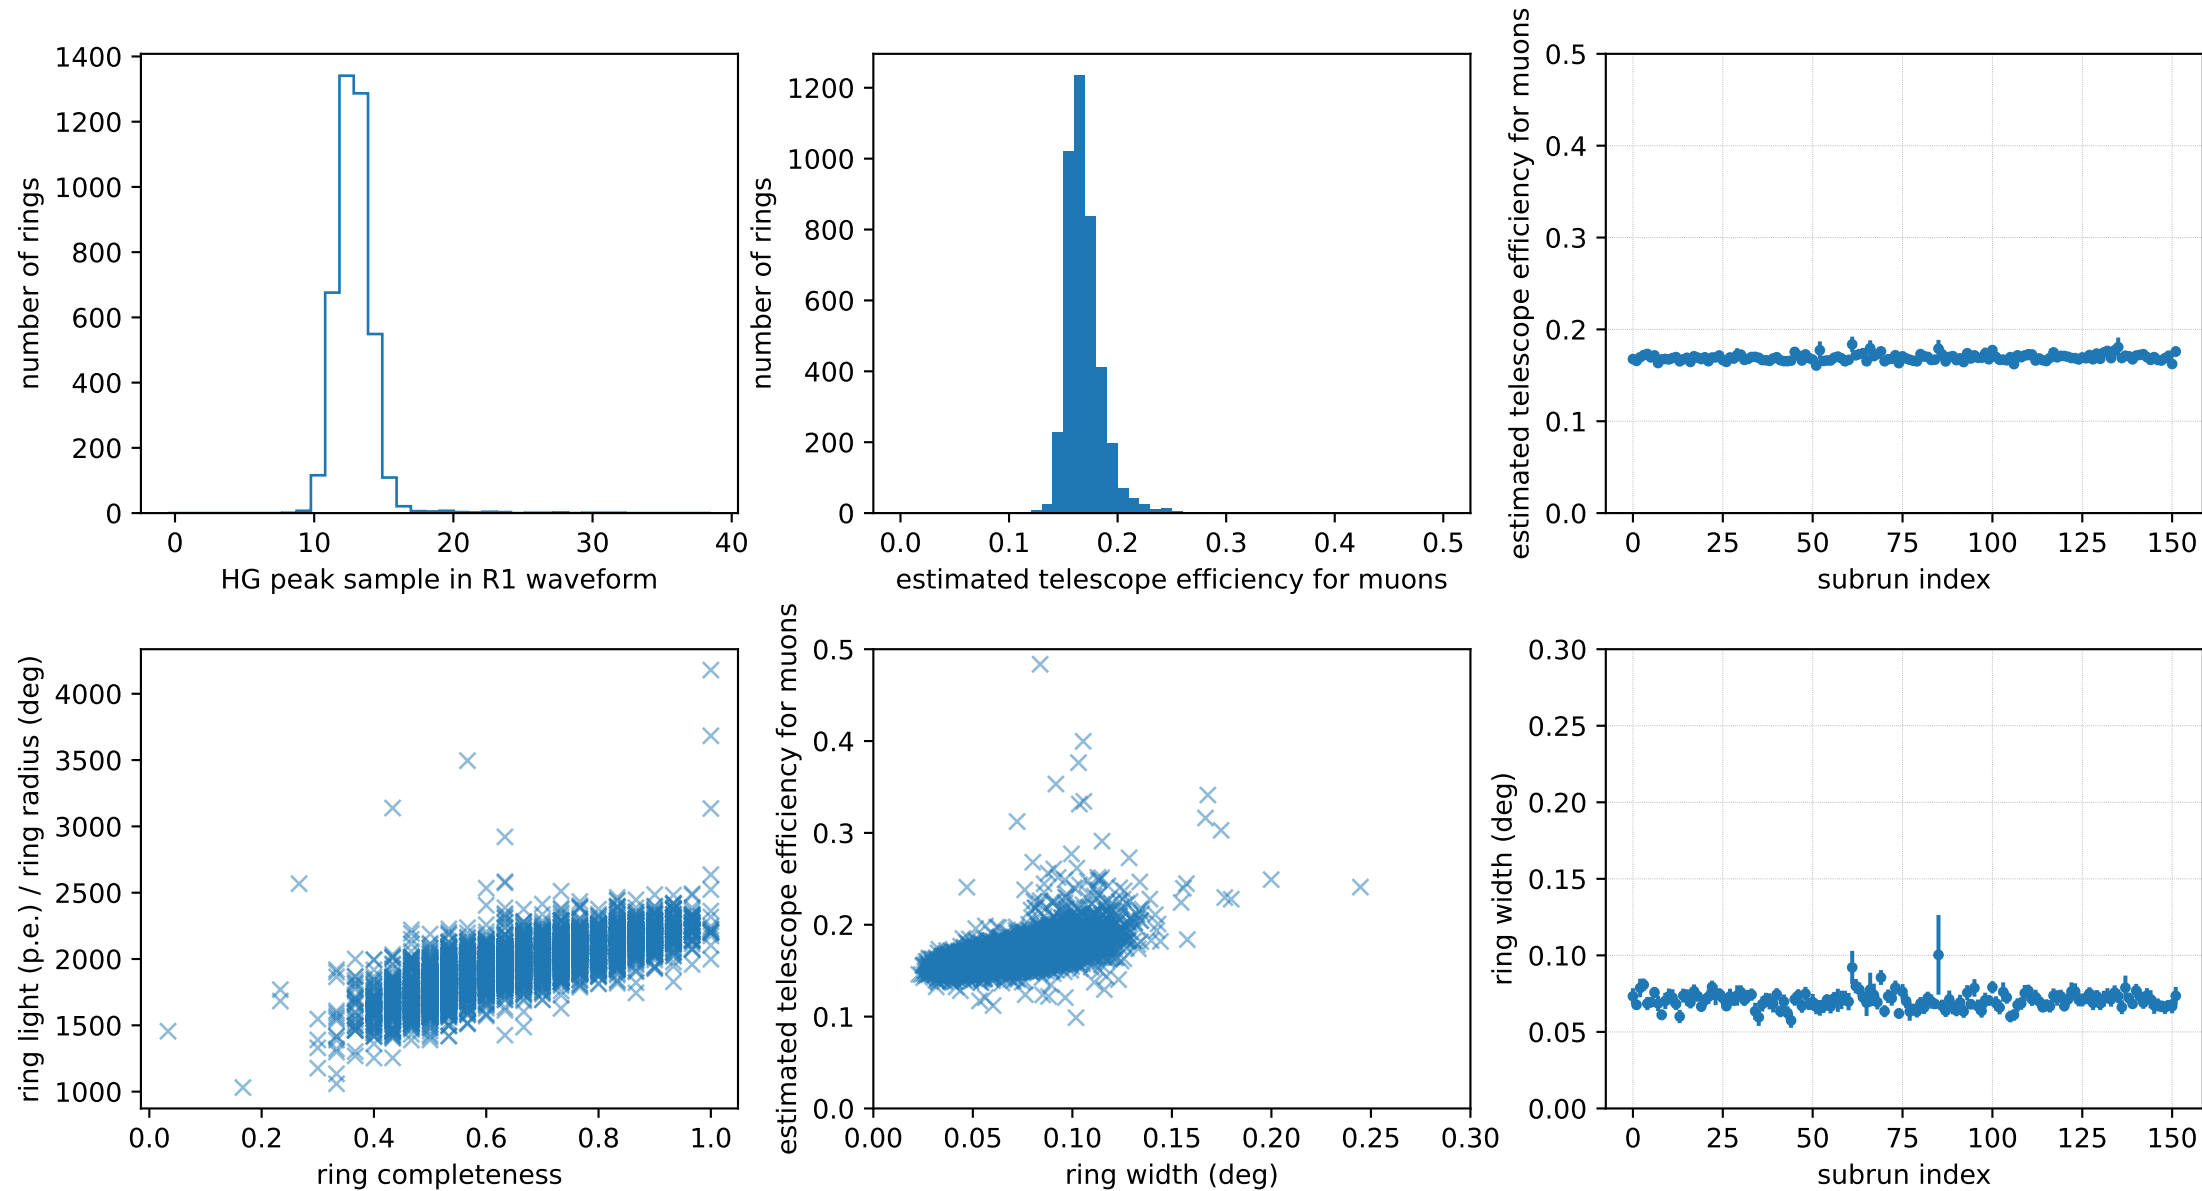 1400
1200
1000
800
600
400
200
0
number of rings
0 10 20 30 40
HG peak sample in R1 waveform
1200
1000
800
600
400
200
0
number of rings
0.0 0.1 0.2 0.3 0.4 0.5
estimated telescope efficiency for muons
0.5
0.4
0.3
0.2
0.1
0.0
estimated telescope efficiency for muons
0 25 50 75 100 125 150
subrun index
4000
3500
3000
2500
2000
1500
1000
ring light (p.e.) / ring radius (deg)
0.0 0.2 0.4 0.6 0.8 1.0
ring completeness
0.5
0.4
0.3
0.2
0.1
0.0
estimated telescope efficiency for muons
0.00 0.05 0.10 0.15 0.20 0.25 0.30
ring width (deg)
0.30
0.25
0.20
0.15
0.10
0.05
0.00
ring width (deg)
0 25 50 75 100 125 150
subrun index